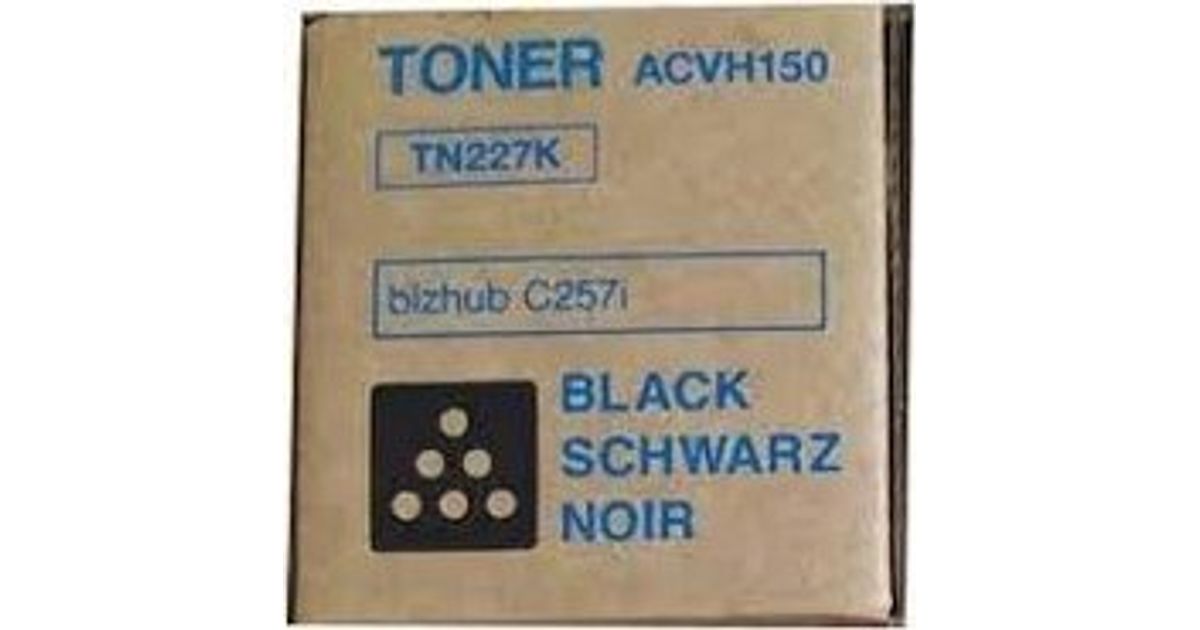 TONER ACVH150
TN227K
bizhub C257i
BLACK
SCHWARZ
NOIR